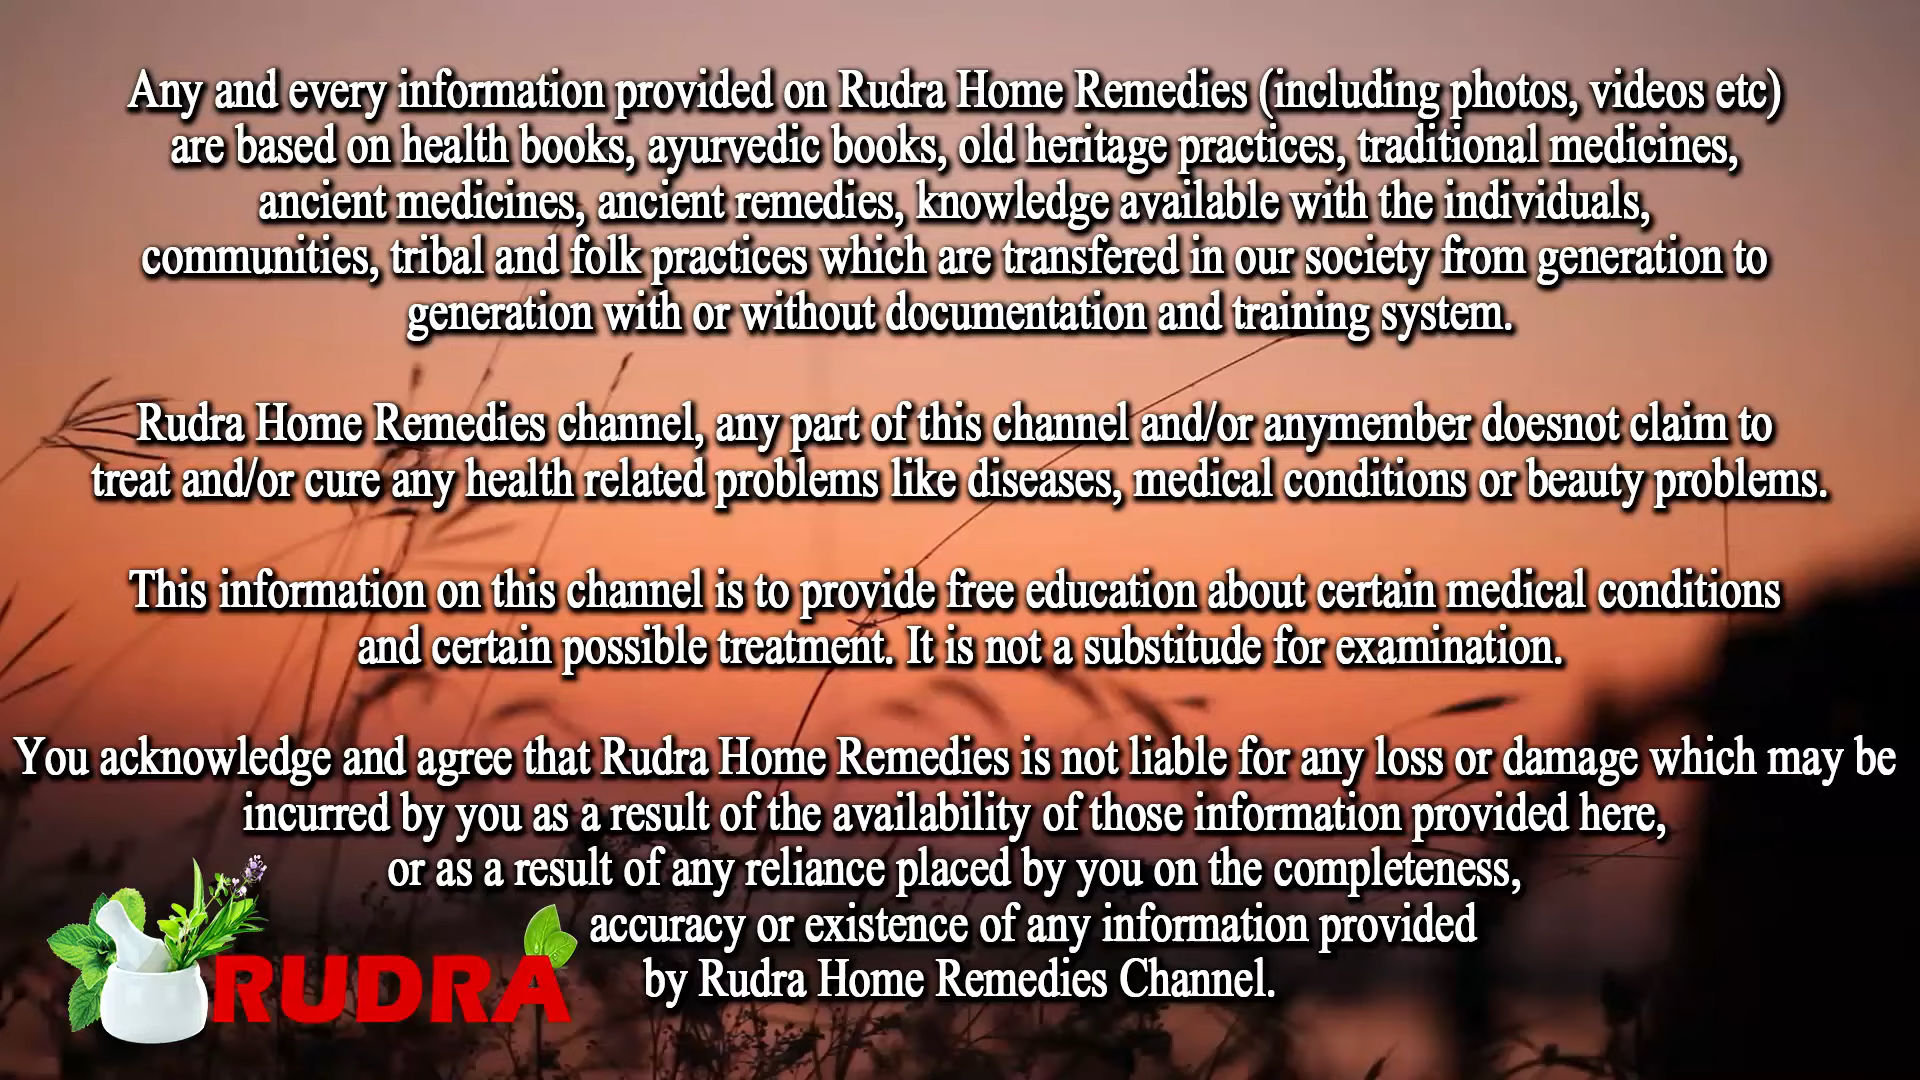 Any and every information provided on Rudra Home Remedies (including photos, videos etc)
are based on health books, ayurvedic books, old heritage practices, traditional medicines,
ancient medicines, ancient remedies, knowledge available with the individuals,
communities, tribal and folk practices which are transfered in our society from generation to
generation with or without documentation and training system.
Rudra Home Remedies channel, any part of this channel and/or anymember doesnot claim to
treat and/or cure any health related problems like diseases, medical conditions or beauty problems.
This information on this channel is to provide free education about certain medical conditions
and certain possible treatment. It is not a substitude for examination.
You acknowledge and agree that Rudra Home Remedies is not liable for any loss or damage which may be
incurred by you as a result of the availability of those information provided here,
or as a result of any reliance placed by you on the completeness,
accuracy or existence of any information provided
by Rudra Home Remedies Channel.
RUDRA